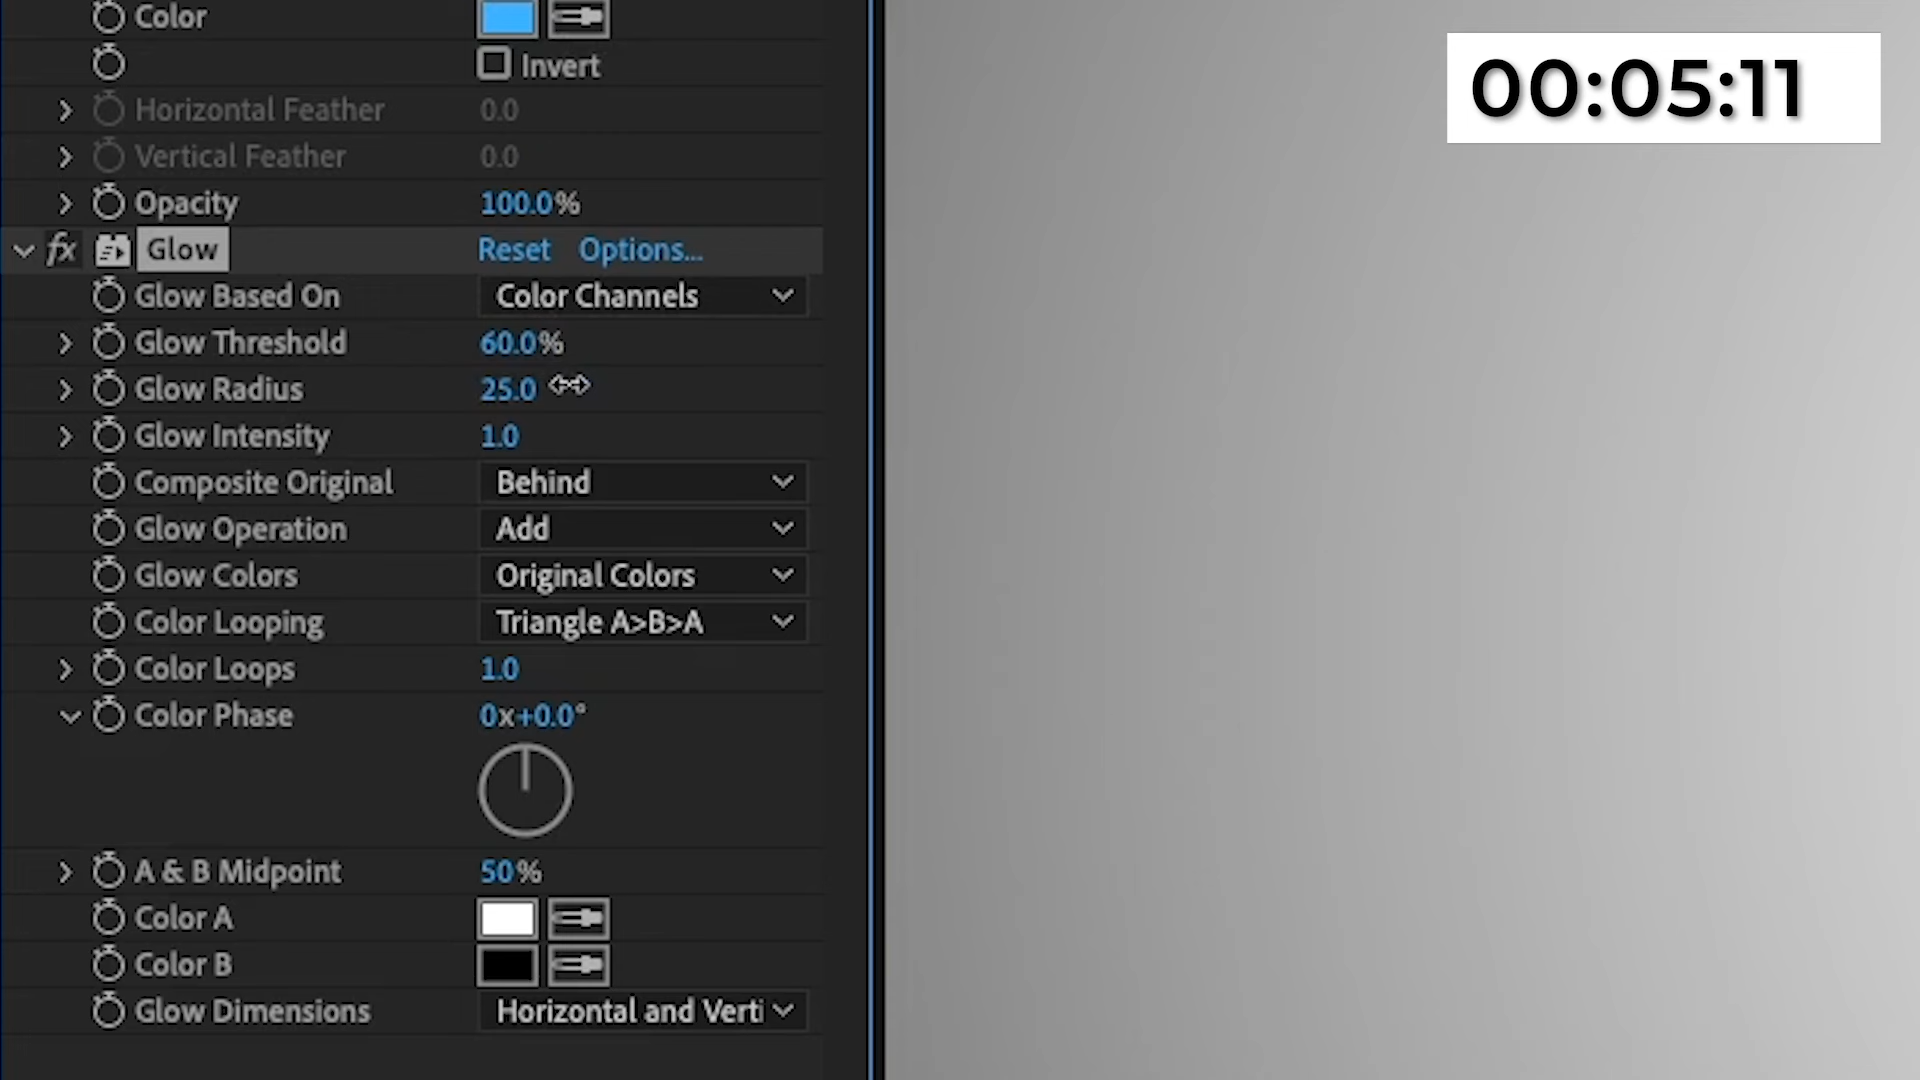 Color
00:05:11
Invert
Horizontal Feather 0.0
Vertical Feather 0.0
Opacity 100.0%
fx Glow Reset Options...
Glow Based On Color Channels
Glow Threshold 60.0%
Glow Radius 25.0
Glow Intensity 1.0
Composite Original Behind
Glow Operation Add
Glow Colors Original Colors
Color Looping Triangle A>B>A
Color Loops 1.0
Color Phase 0x+0.0°
A & B Midpoint 50%
Color A
Color B
Glow Dimensions Horizontal and Verti